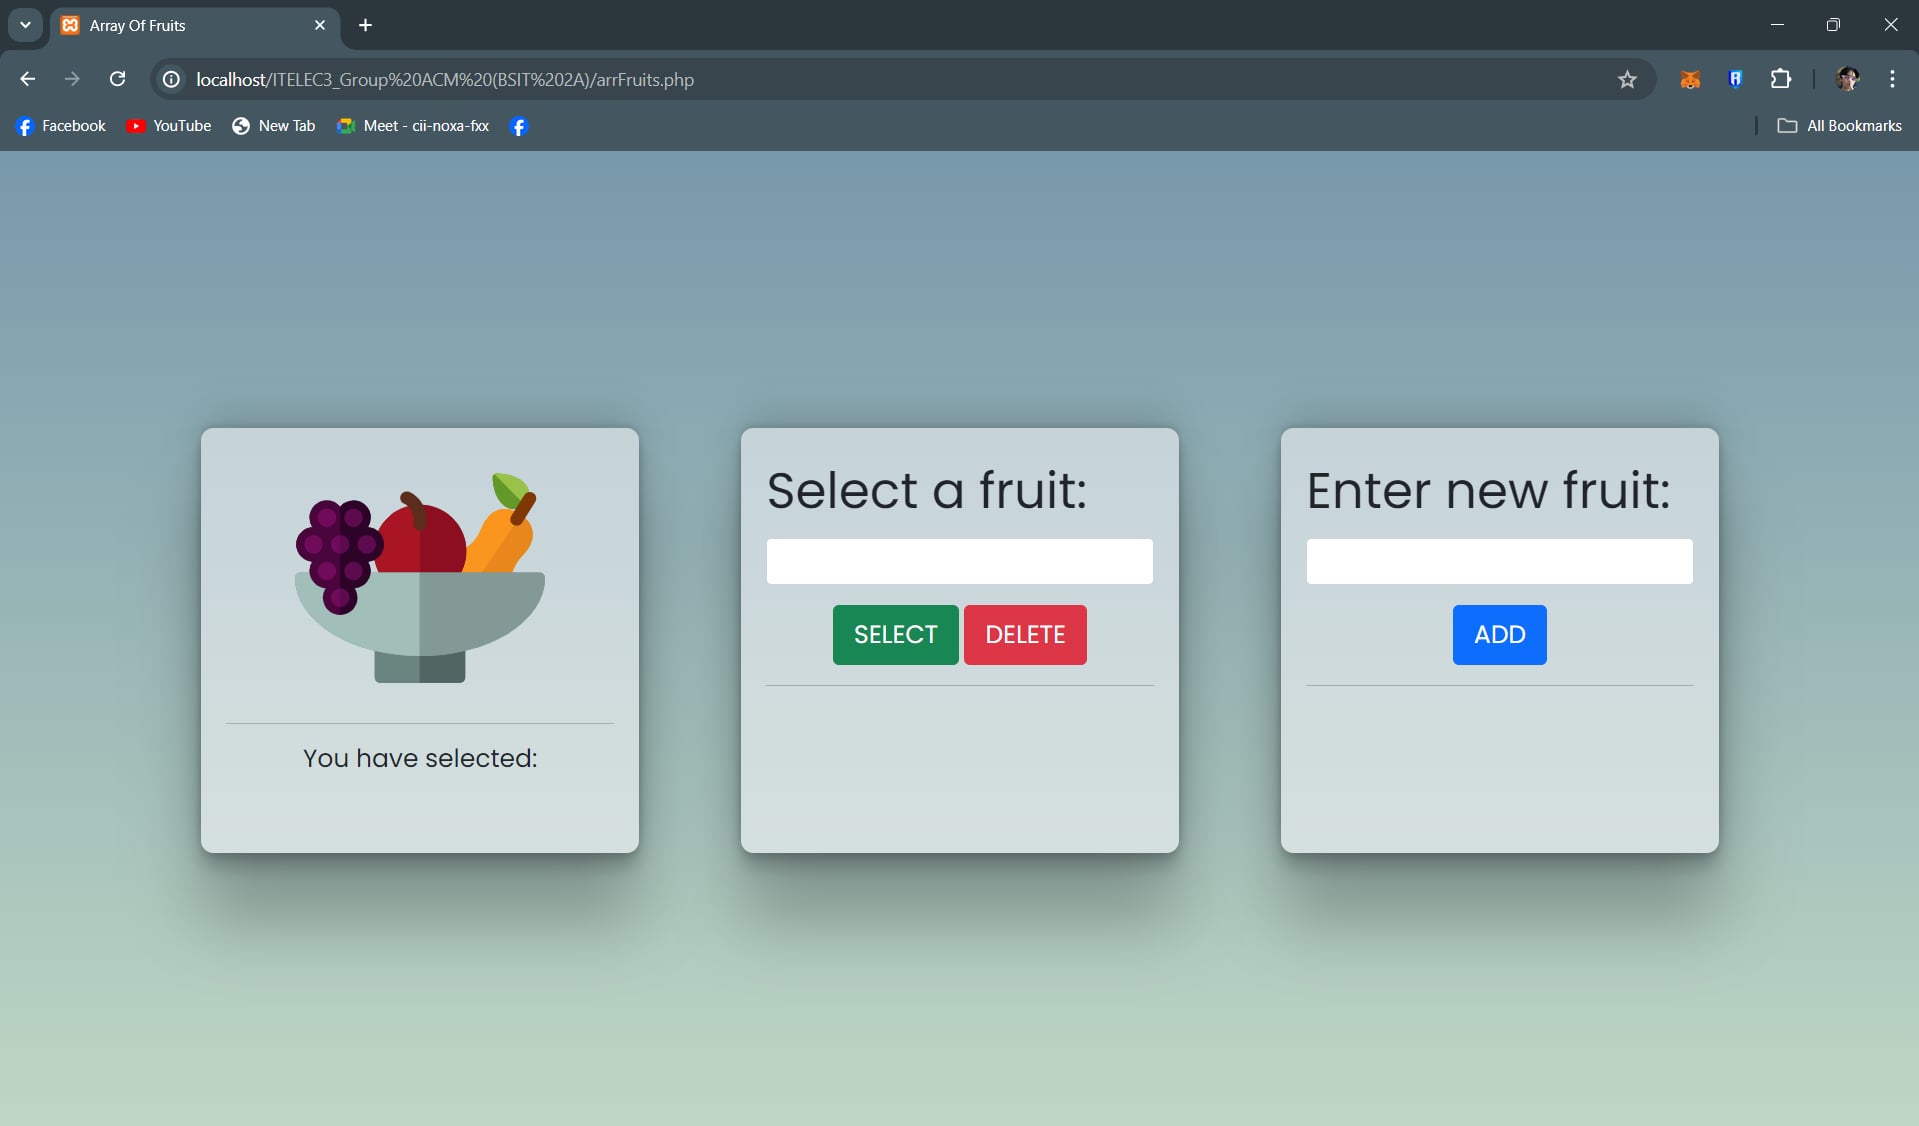 Array Of Fruits
localhost/ITELEC3_Group%20ACM%20(BSIT%202A)/arrFruits.php
Facebook YouTube New Tab Meet - cii-noxa-fxx All Bookmarks
You have selected:
Select a fruit:
SELECT DELETE
Enter new fruit:
ADD